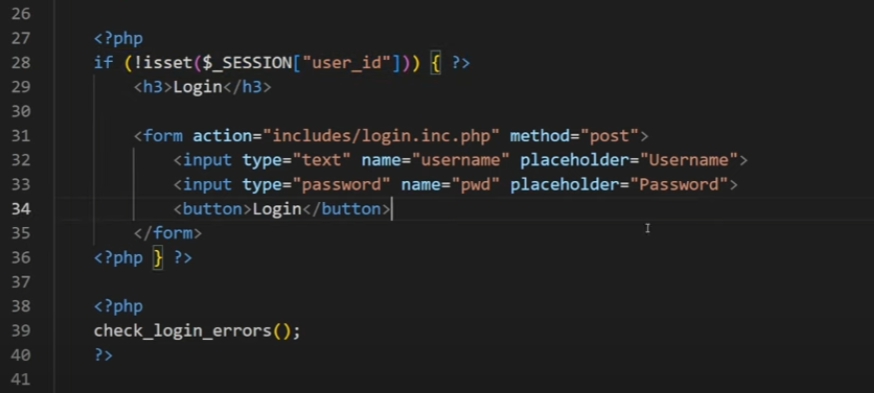 26
27 <?php
28 if (!isset($_SESSION["user_id"])) { ?>
29 <h3>Login</h3>
30
31 <form action="includes/login.inc.php" method="post">
32 <input type="text" name="username" placeholder="Username">
33 <input type="password" name="pwd" placeholder="Password">
34 <button>Login</button>
35 </form>
36 <?php } ?>
37
38 <?php
39 check_login_errors();
40 ?>
41